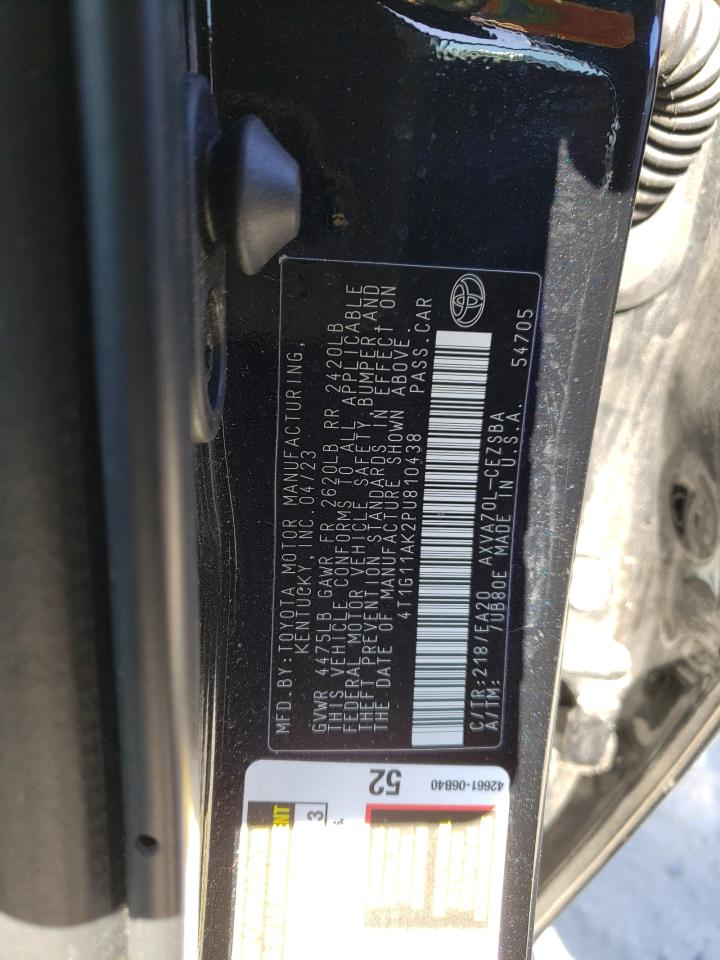 MFD. BY: TOYOTA MOTOR MANUFACTURING,
KENTUCKY, INC. 04/23
GVWR 4475LB GAWR FR 2620LB RR 2420LB
THIS VEHICLE CONFORMS TO ALL APPLICABLE
FEDERAL MOTOR VEHICLE SAFETY, BUMPER, AND
THEFT PREVENTION STANDARDS IN EFFECT ON
THE DATE OF MANUFACTURE SHOWN ABOVE.
4T1G11AK2PU810438 PASS. CAR
C/TR: 218/EA20 AXVA70L-CEZSBA
A/TM: /UB80E MADE IN U.S.A. 54705
52
42661-06B40